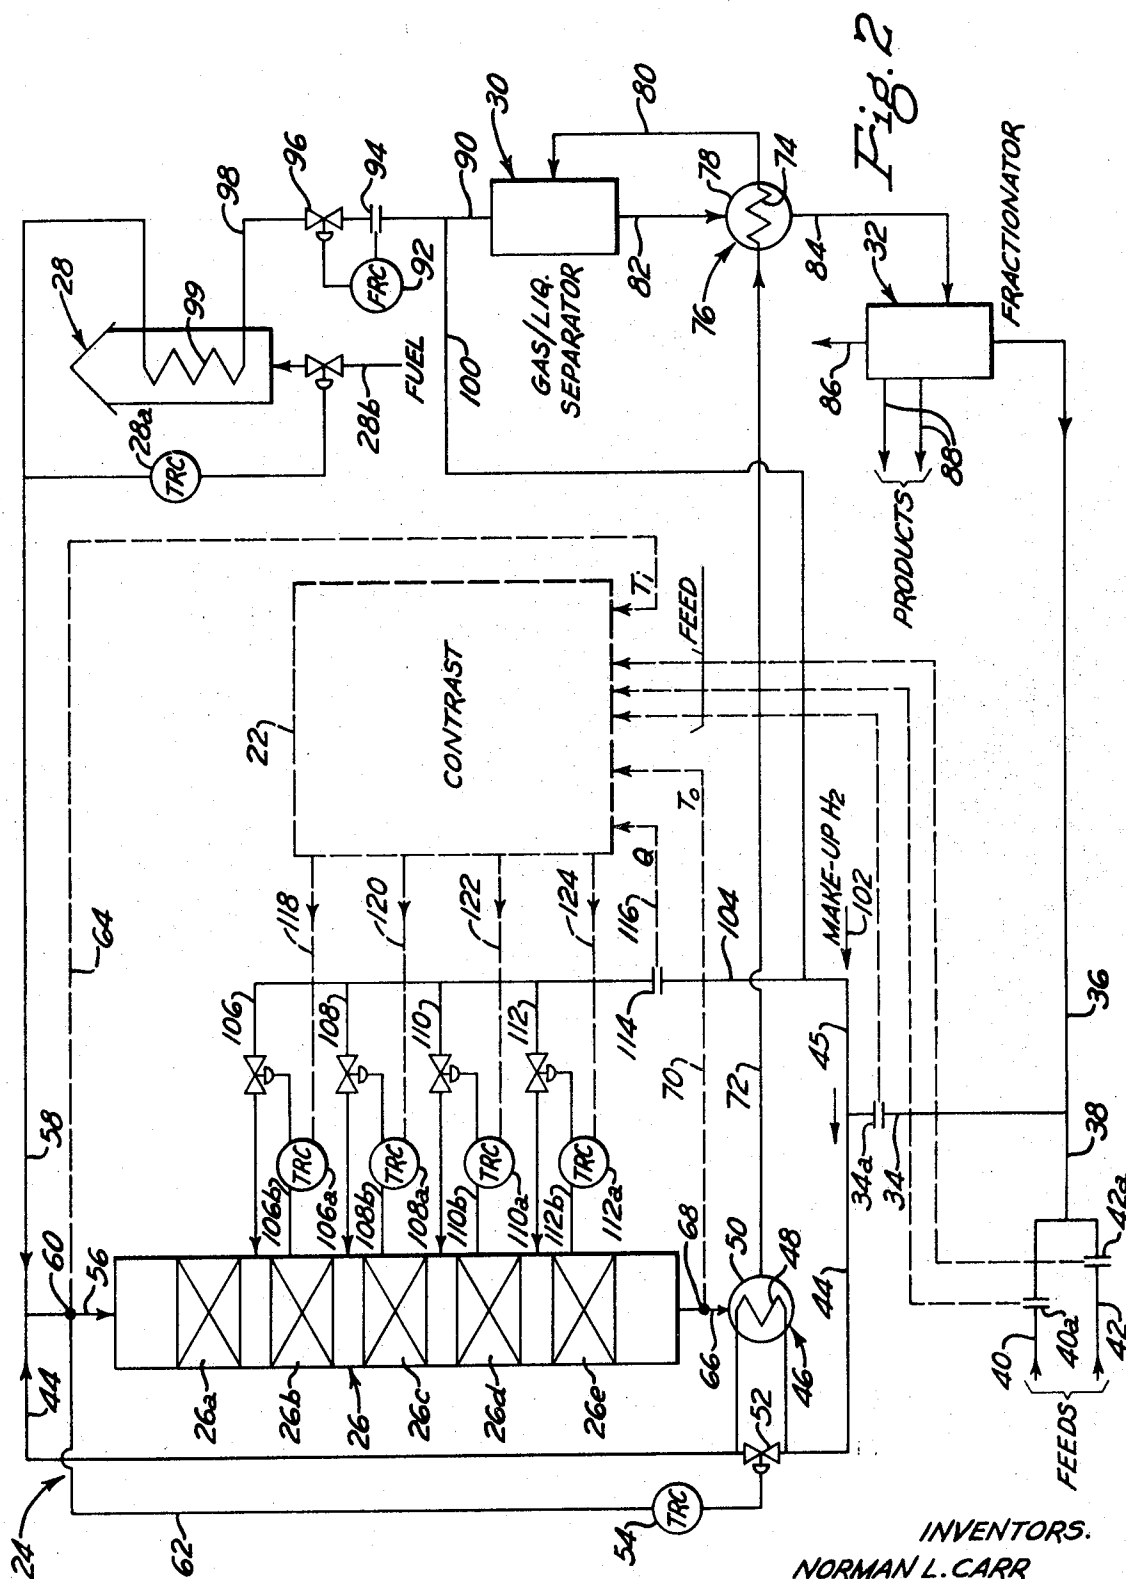 Fig. 2
24
44
58
60
56
62
64
26a
26b
26
26c
26d
26e
106b
106a
108b
108a
110b
110a
112b
112a
TRC
TRC
TRC
TRC
106
108
110
112
118
120
122
124
22
CONTRAST
Q
To
FEED
Ti
114
116
104
MAKE-UP H2
102
28a
TRC
28
99
98
28b
FUEL
96
94
FRC
92
90
100
30
GAS/LIQ.
SEPARATOR
80
82
78
74
76
84
32
FRACTIONATOR
86
88
PRODUCTS
68
66
50
48
46
52
54
TRC
70
72
45
44
34a
34
36
38
40
40a
42
42a
FEEDS
INVENTORS.
NORMAN L. CARR